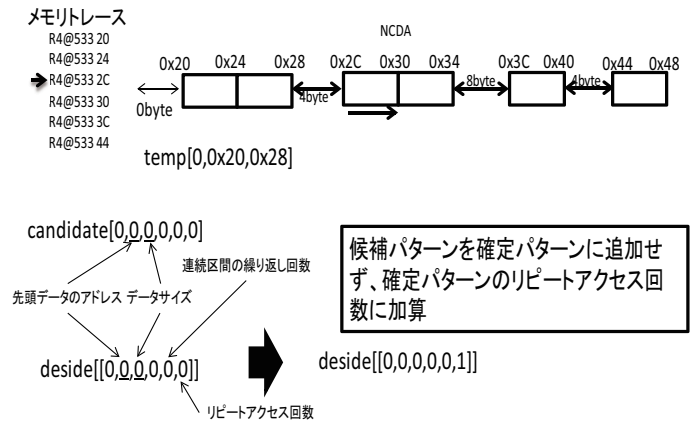 メモリトレース
R4@533 20
R4@533 24
R4@533 2C
R4@533 30
R4@533 3C
R4@533 44
NCDA
0x20 0x24 0x28 0x2C 0x30 0x34 0x3C 0x40 0x44 0x48
0byte 4byte 8byte 4byte
temp[0,0x20,0x28]
candidate[0,0,0,0,0,0]
連続区間の繰り返し回数
先頭データのアドレス データサイズ
deside[[0,0,0,0,0,0]]
リピートアクセス回数
候補パターンを確定パターンに追加せ
ず、確定パターンのリピートアクセス回
数に加算
deside[[0,0,0,0,0,1]]